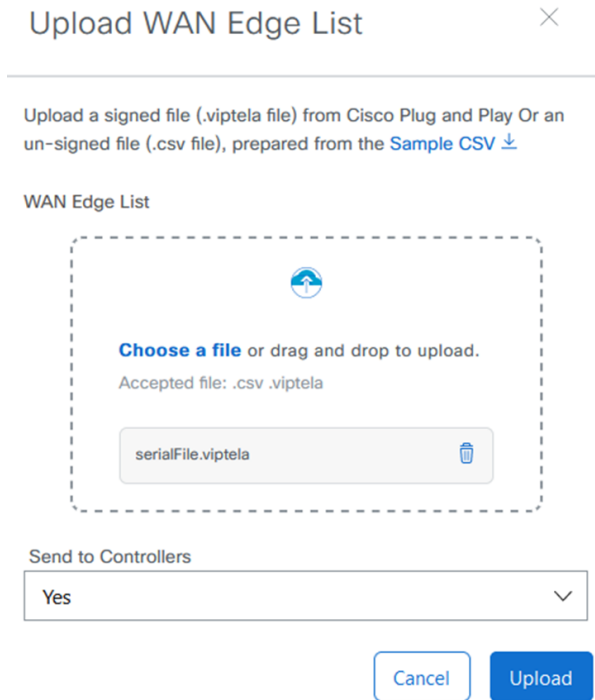 Upload WAN Edge List
Upload a signed file (.viptela file) from Cisco Plug and Play Or an
un-signed file (.csv file), prepared from the Sample CSV
WAN Edge List
Choose a file or drag and drop to upload.
Accepted file: .csv .viptela
serialFile.viptela
Send to Controllers
Yes
Cancel
Upload